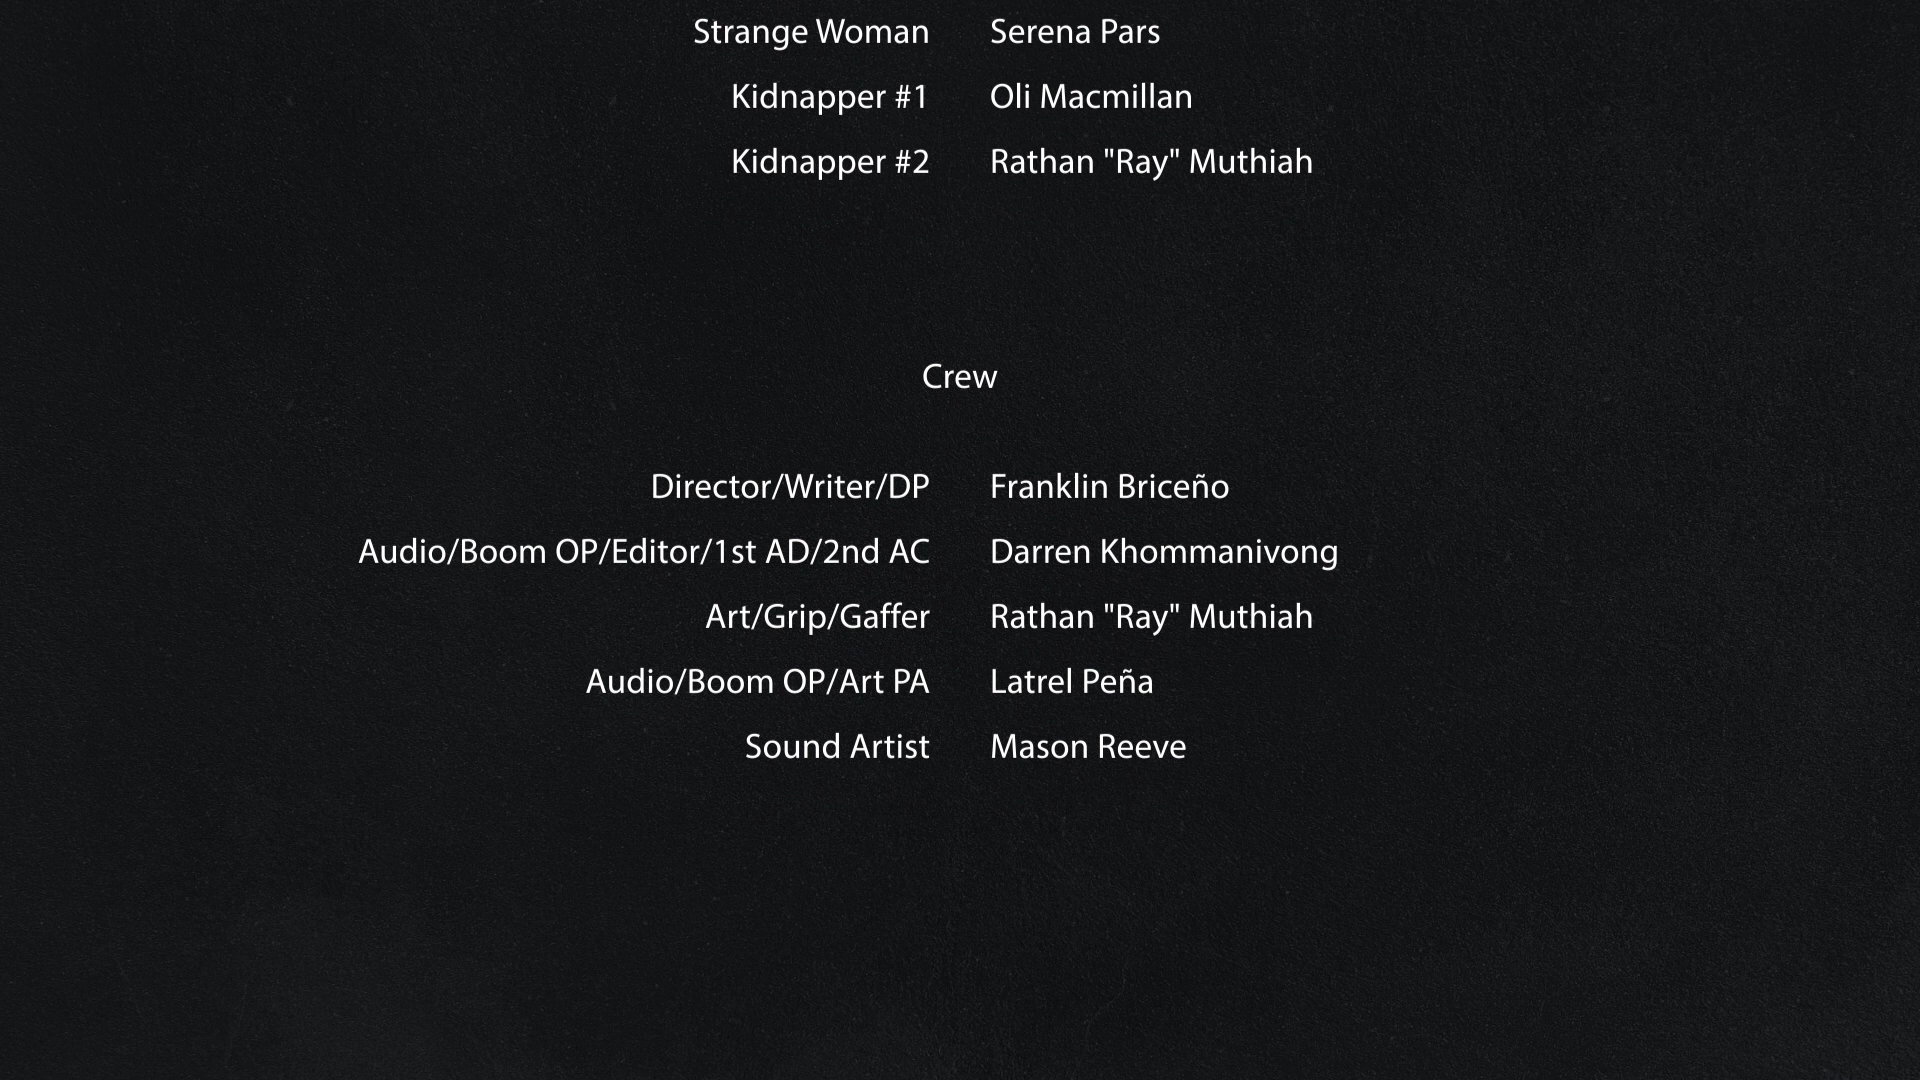 Strange Woman Serena Pars
Kidnapper #1 Oli Macmillan
Kidnapper #2 Rathan "Ray" Muthiah
Crew
Director/Writer/DP Franklin Briceño
Audio/Boom OP/Editor/1st AD/2nd AC Darren Khommanivong
Art/Grip/Gaffer Rathan "Ray" Muthiah
Audio/Boom OP/Art PA Latrel Peña
Sound Artist Mason Reeve